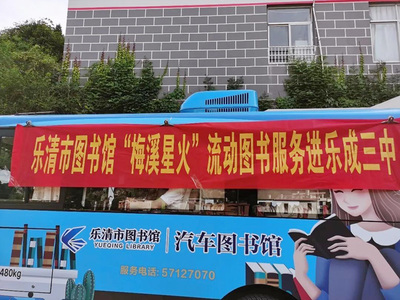 乐清市图书馆“梅溪星火”流动图书服务进乐成三中
乐清市图书馆
YUEQING LIBRARY
汽车图书馆
服务电话: 57127070
480kg